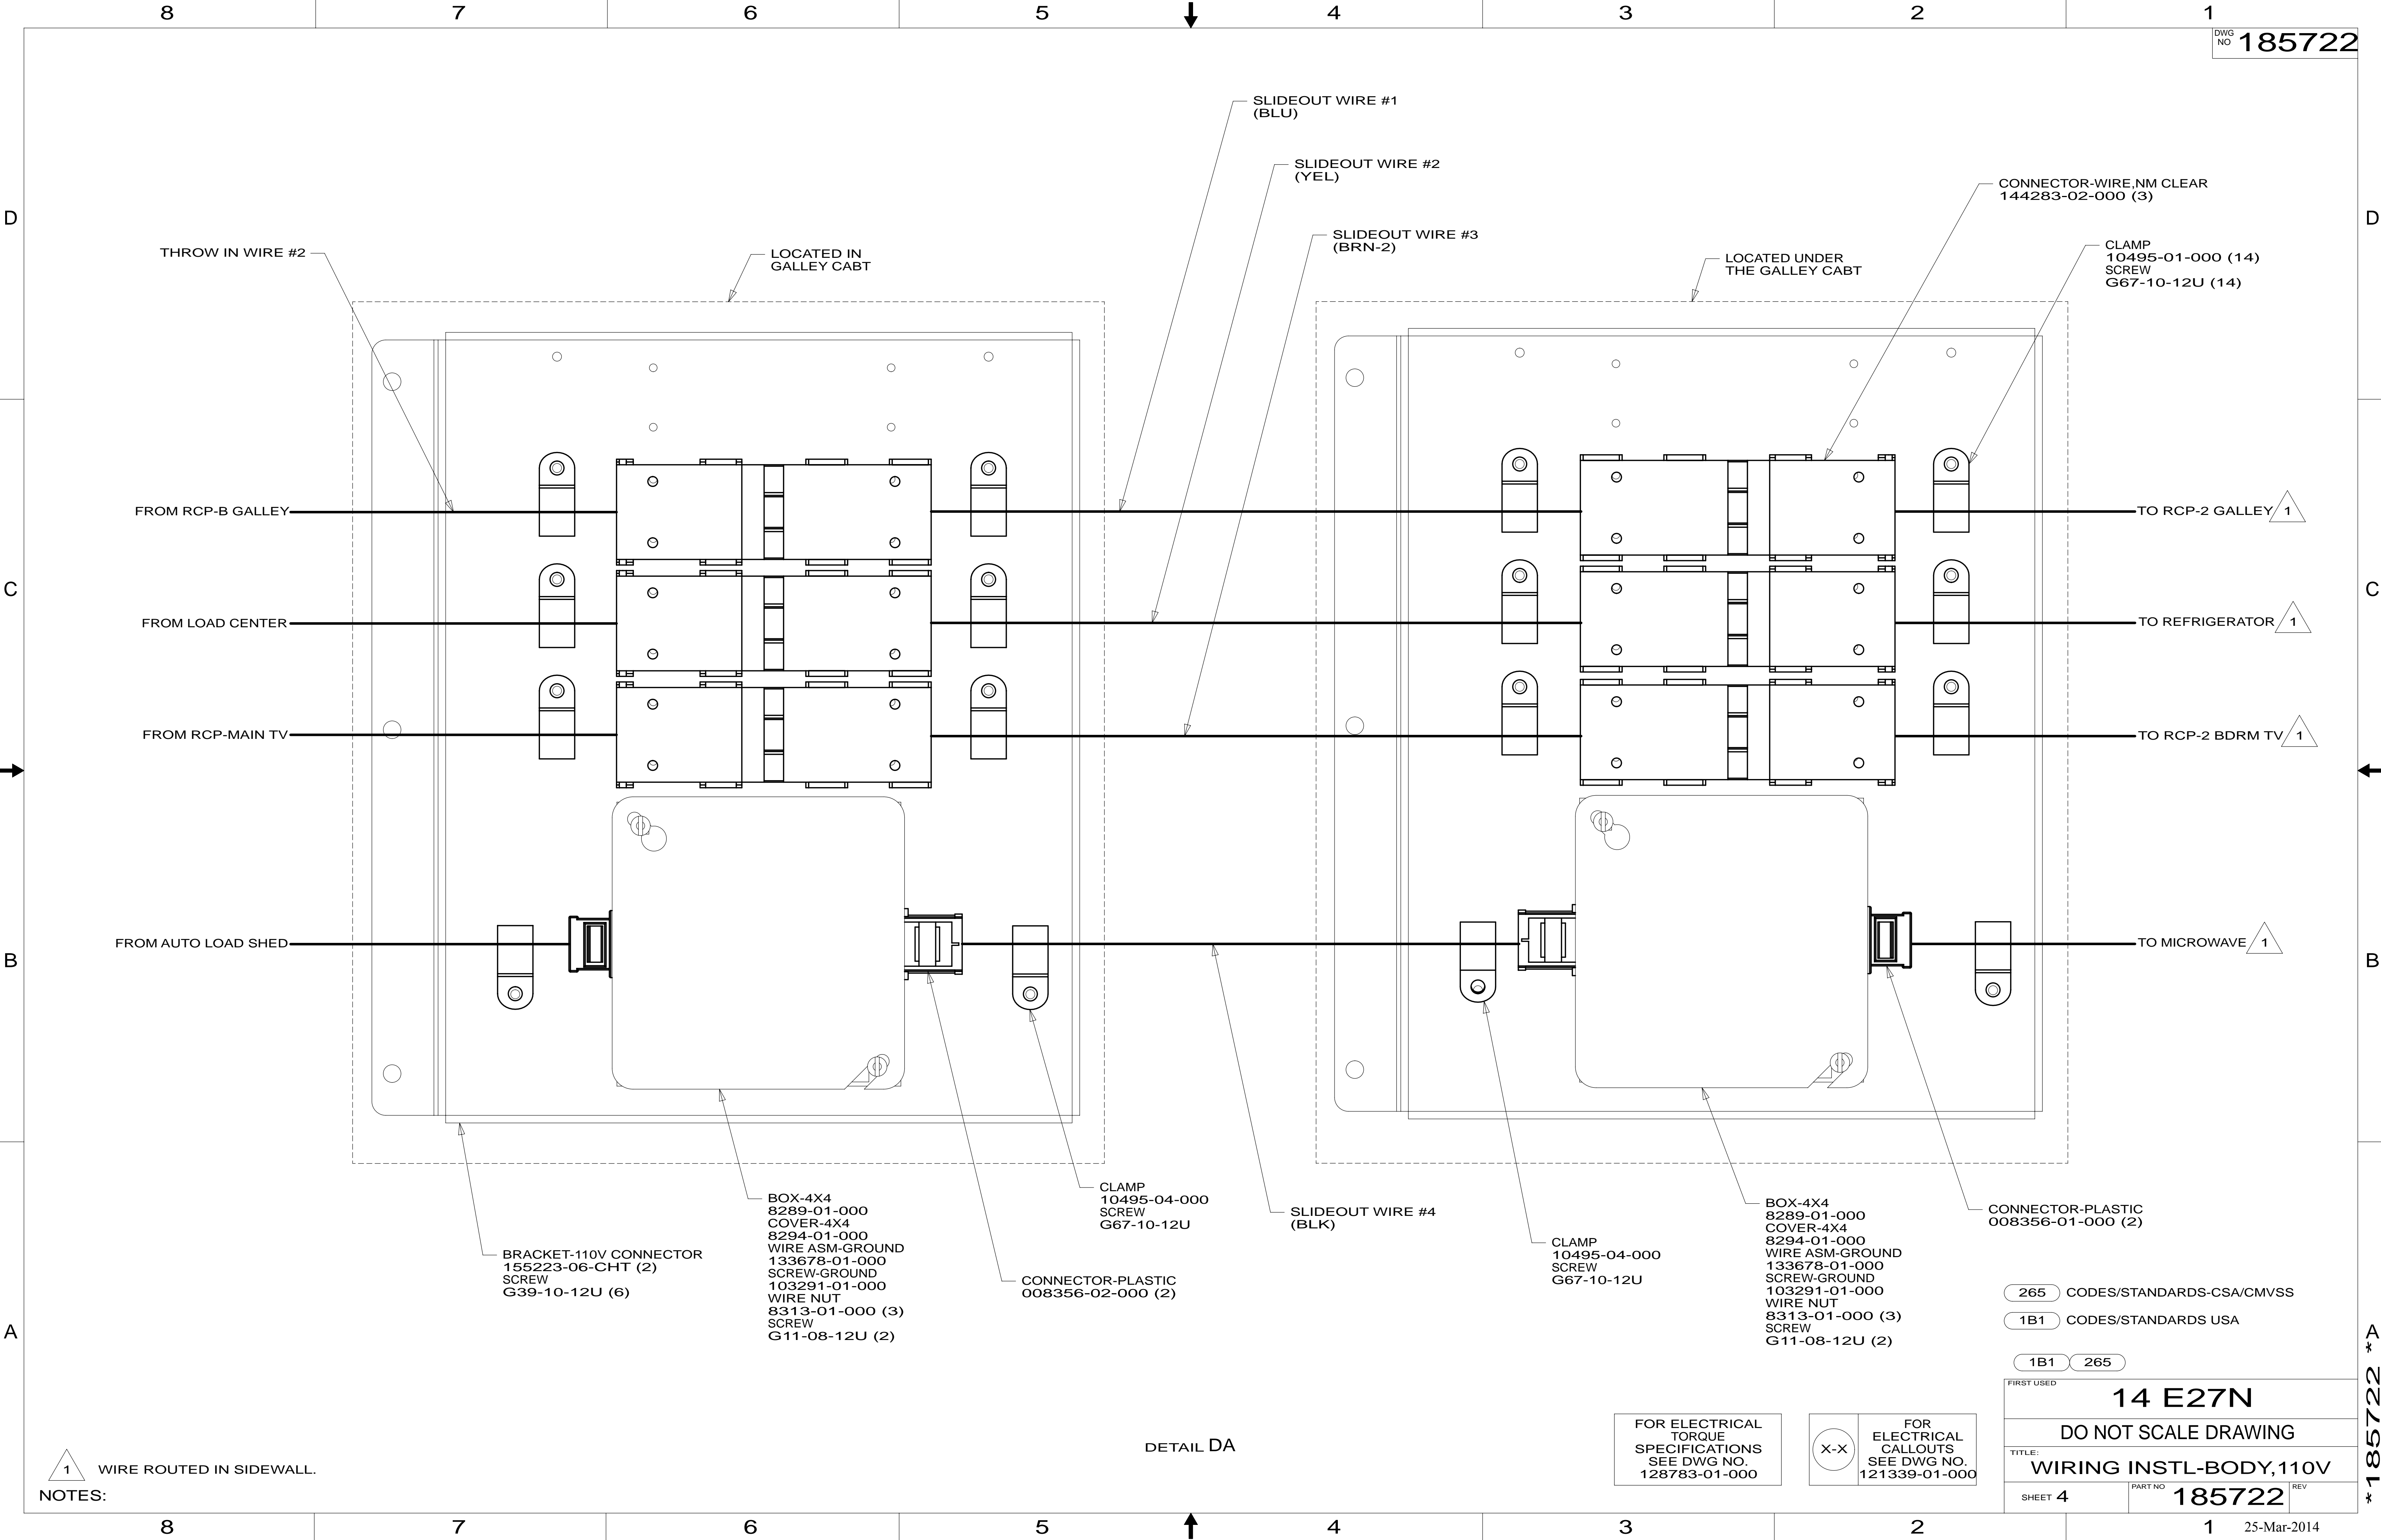 8 7 6 5 4 3 2 1
DWG
NO 185722
SLIDEOUT WIRE #1
(BLU)
SLIDEOUT WIRE #2
(YEL)
CONNECTOR-WIRE,NM CLEAR
144283-02-000 (3)
D
D
SLIDEOUT WIRE #3
(BRN-2)
THROW IN WIRE #2
LOCATED IN
GALLEY CABT
LOCATED UNDER
THE GALLEY CABT
CLAMP
10495-01-000 (14)
SCREW
G67-10-12U (14)
FROM RCP-B GALLEY
TO RCP-2 GALLEY 1
C
C
FROM LOAD CENTER
TO REFRIGERATOR 1
FROM RCP-MAIN TV
TO RCP-2 BDRM TV 1
FROM AUTO LOAD SHED
TO MICROWAVE 1
B
B
BRACKET-110V CONNECTOR
155223-06-CHT (2)
SCREW
G39-10-12U (6)
BOX-4X4
8289-01-000
COVER-4X4
8294-01-000
WIRE ASM-GROUND
133678-01-000
SCREW-GROUND
103291-01-000
WIRE NUT
8313-01-000 (3)
SCREW
G11-08-12U (2)
CLAMP
10495-04-000
SCREW
G67-10-12U
CONNECTOR-PLASTIC
008356-02-000 (2)
SLIDEOUT WIRE #4
(BLK)
CLAMP
10495-04-000
SCREW
G67-10-12U
BOX-4X4
8289-01-000
COVER-4X4
8294-01-000
WIRE ASM-GROUND
133678-01-000
SCREW-GROUND
103291-01-000
WIRE NUT
8313-01-000 (3)
SCREW
G11-08-12U (2)
CONNECTOR-PLASTIC
008356-01-000 (2)
A
A
265 CODES/STANDARDS-CSA/CMVSS
1B1 CODES/STANDARDS USA
1B1 265
FIRST USED
14 E27N
DO NOT SCALE DRAWING
TITLE:
WIRING INSTL-BODY,110V
SHEET 4
PART NO 185722
REV
*185722*
FOR ELECTRICAL
TORQUE
SPECIFICATIONS
SEE DWG NO.
128783-01-000
X-X
FOR
ELECTRICAL
CALLOUTS
SEE DWG NO.
121339-01-000
DETAIL DA
1 WIRE ROUTED IN SIDEWALL.
NOTES:
8 7 6 5 4 3 2 1
25-Mar-2014